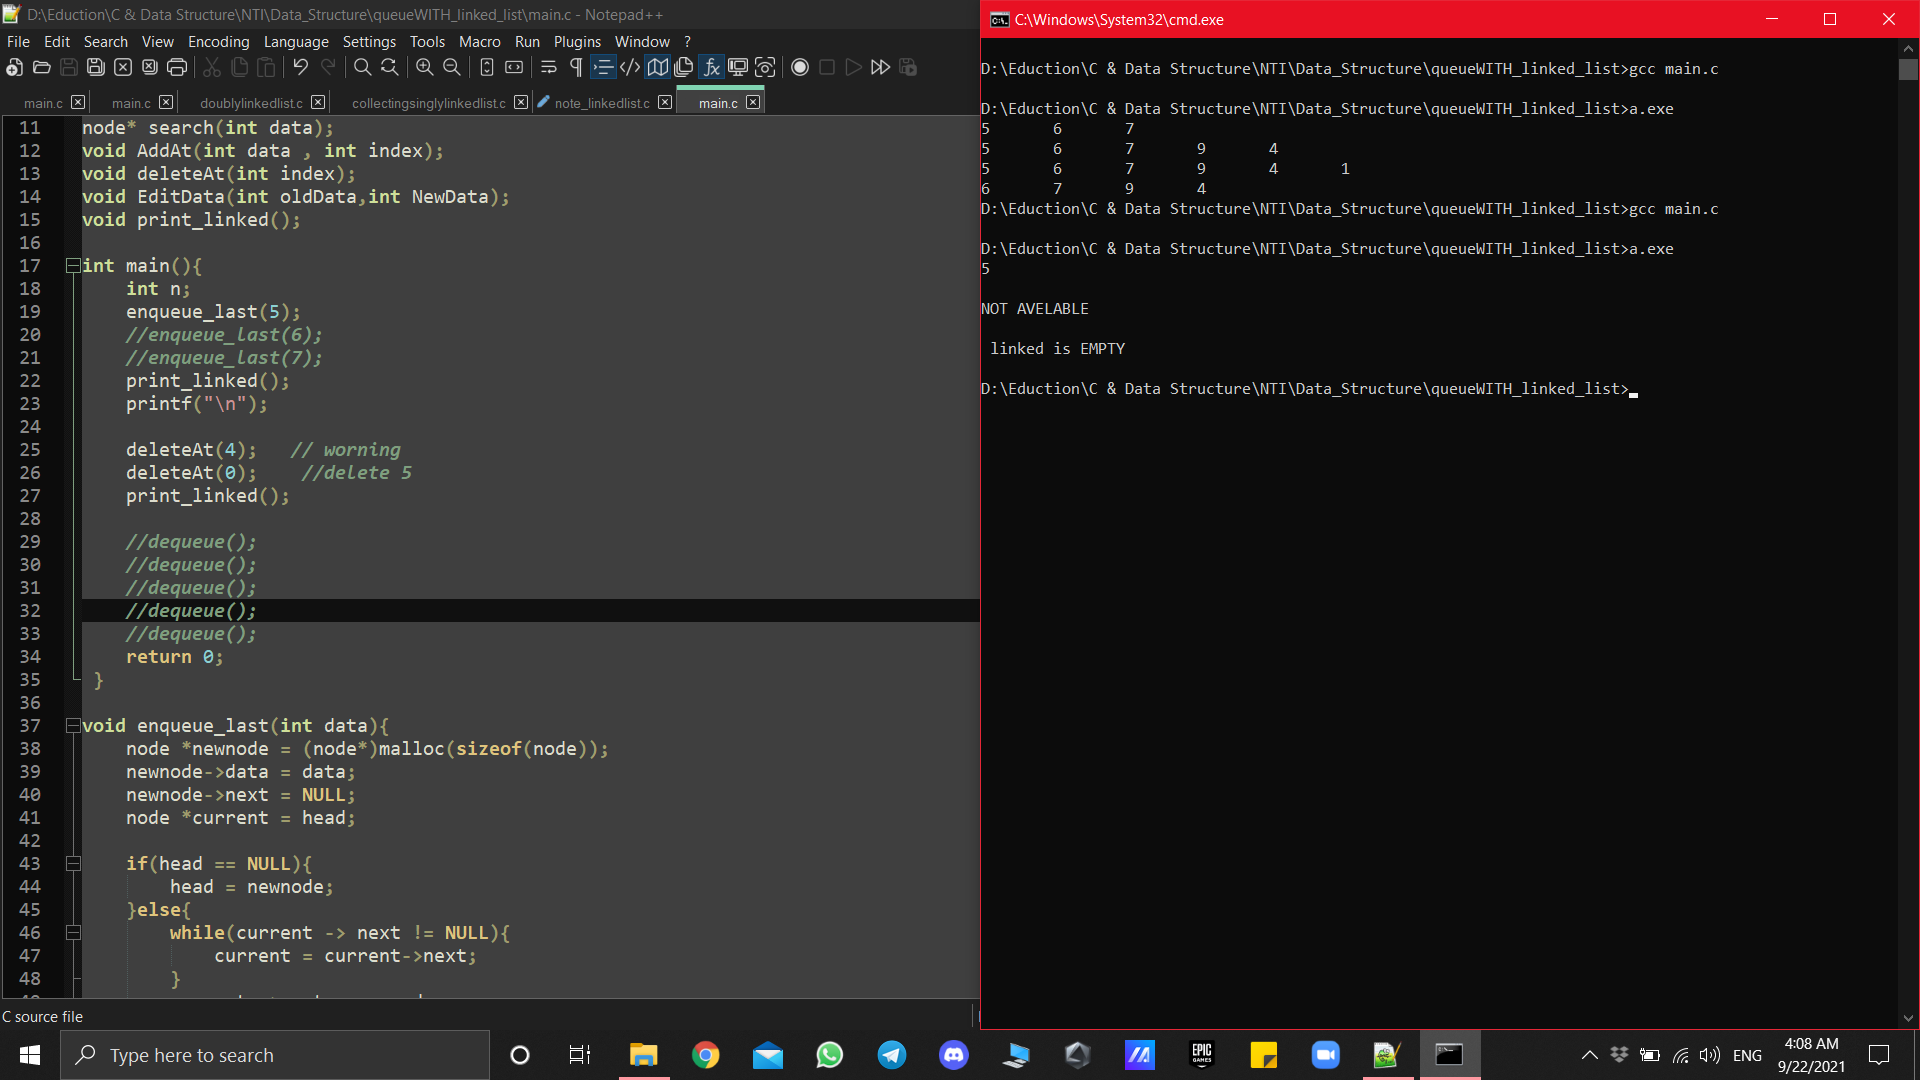 D:\Eduction\C & Data Structure\NTI\Data_Structure\queueWITH_linked_list\main.c - Notepad++
File Edit Search View Encoding Language Settings Tools Macro Run Plugins Window ?
main.c main.c doublylinkedlist.c collectingsinglylinkedlist.c note_linkedlist.c main.c
11 node* search(int data);
12 void AddAt(int data , int index);
13 void deleteAt(int index);
14 void EditData(int oldData,int NewData);
15 void print_linked();
16
17 int main(){
18 int n;
19 enqueue_last(5);
20 //enqueue_last(6);
21 //enqueue_last(7);
22 print_linked();
23 printf("\n");
24
25 deleteAt(4); // worning
26 deleteAt(0); //delete 5
27 print_linked();
28
29 //dequeue();
30 //dequeue();
31 //dequeue();
32 //dequeue();
33 //dequeue();
34 return 0;
35 }
36
37 void enqueue_last(int data){
38 node *newnode = (node*)malloc(sizeof(node));
39 newnode->data = data;
40 newnode->next = NULL;
41 node *current = head;
42
43 if(head == NULL){
44 head = newnode;
45 }else{
46 while(current -> next != NULL){
47 current = current->next;
48 }
C source file
C:\Windows\System32\cmd.exe
D:\Eduction\C & Data Structure\NTI\Data_Structure\queueWITH_linked_list>gcc main.c
D:\Eduction\C & Data Structure\NTI\Data_Structure\queueWITH_linked_list>a.exe
5 6 7
5 6 7 9 4
5 6 7 9 4 1
6 7 9 4
D:\Eduction\C & Data Structure\NTI\Data_Structure\queueWITH_linked_list>gcc main.c
D:\Eduction\C & Data Structure\NTI\Data_Structure\queueWITH_linked_list>a.exe
5
NOT AVELABLE
linked is EMPTY
D:\Eduction\C & Data Structure\NTI\Data_Structure\queueWITH_linked_list>
Type here to search
EPIC GAMES
ENG
4:08 AM
9/22/2021